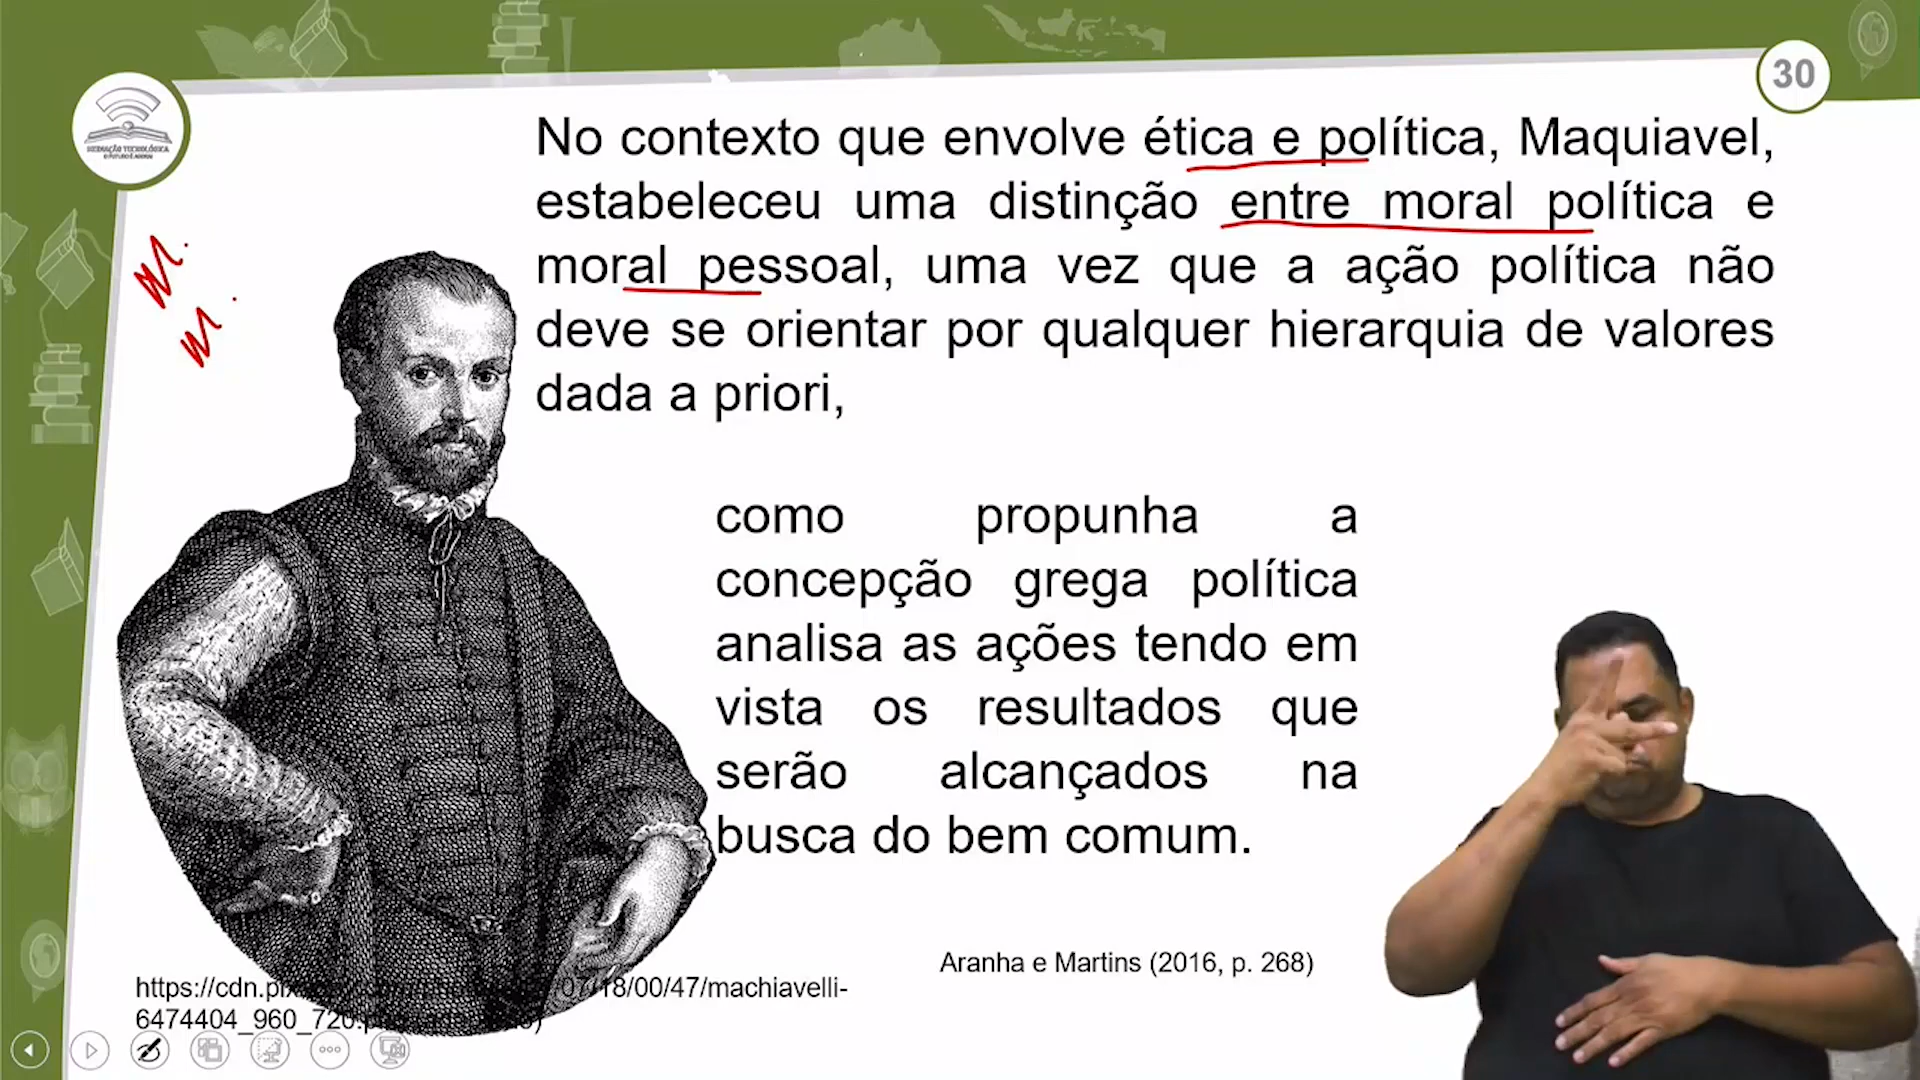 30
MEDIAÇÃO TECNOLÓGICA
No contexto que envolve ética e política, Maquiavel,
estabeleceu uma distinção entre moral política e
moral pessoal, uma vez que a ação política não
deve se orientar por qualquer hierarquia de valores
dada a priori,
como propunha a
concepção grega política
analisa as ações tendo em
vista os resultados que
serão alcançados na
busca do bem comum.
Aranha e Martins (2016, p. 268)
https://cdn.pi /07/18/00/47/machiavelli-
6474404_960_720.p